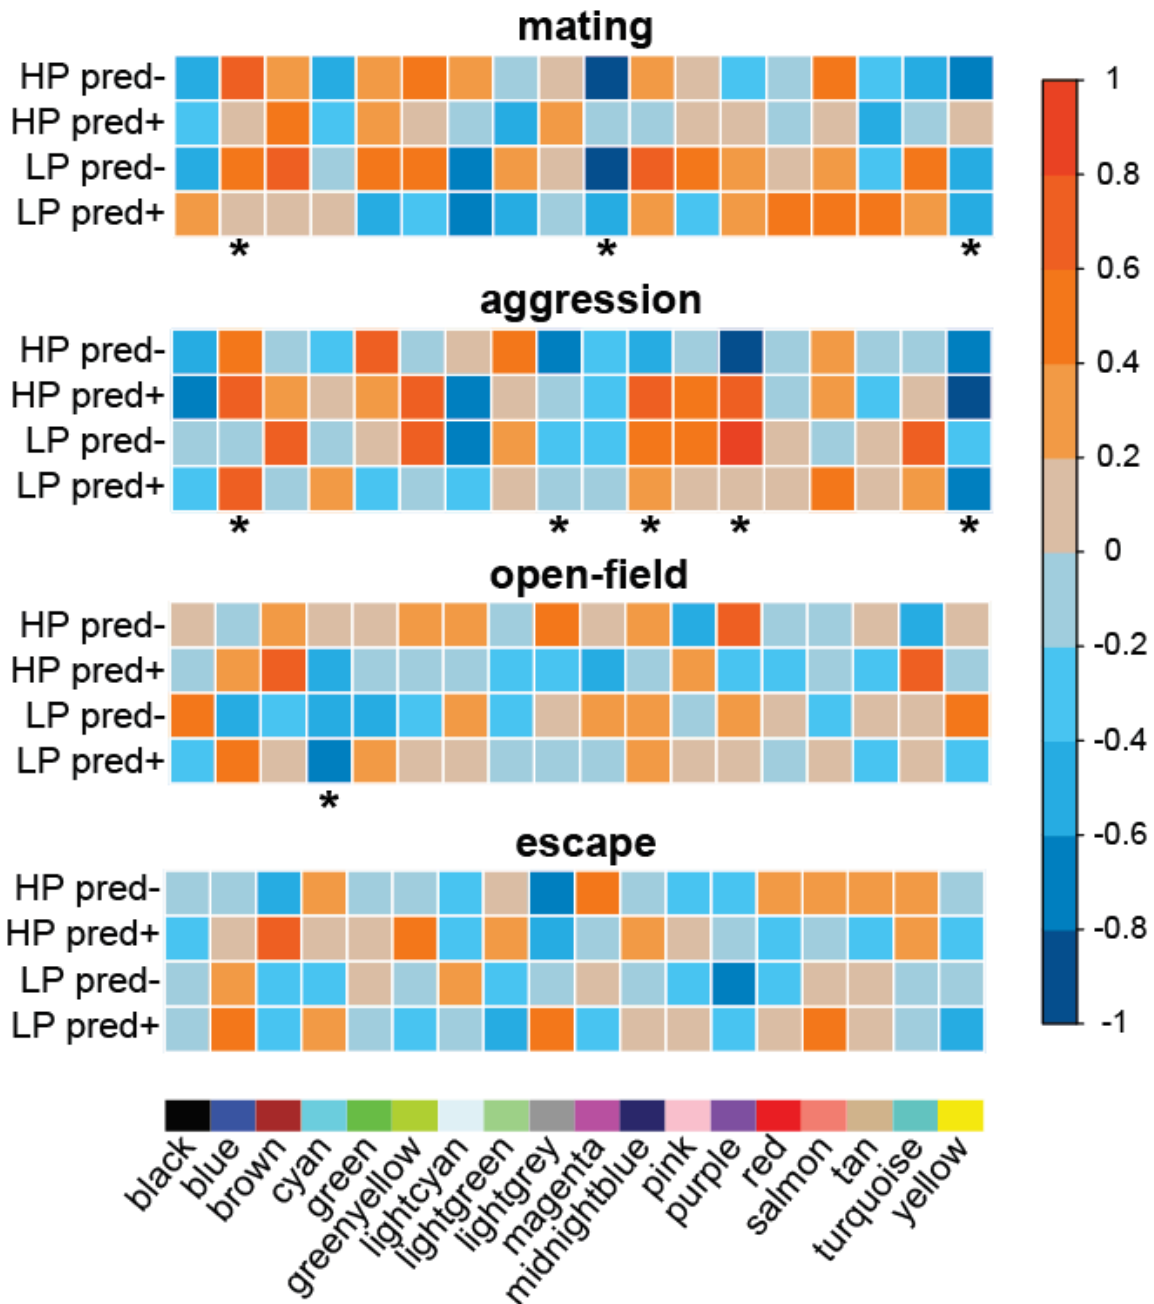 mating
HP pred-
HP pred+
LP pred-
LP pred+
* * *
aggression
HP pred-
HP pred+
LP pred-
LP pred+
* * * * *
open-field
HP pred-
HP pred+
LP pred-
LP pred+
*
escape
HP pred-
HP pred+
LP pred-
LP pred+
black
blue
brown
cyan
green
greenyellow
lightcyan
lightgreen
lightgrey
magenta
midnightblue
pink
purple
red
salmon
tan
turquoise
yellow
1
0.8
0.6
0.4
0.2
0
-0.2
-0.4
-0.6
-0.8
-1